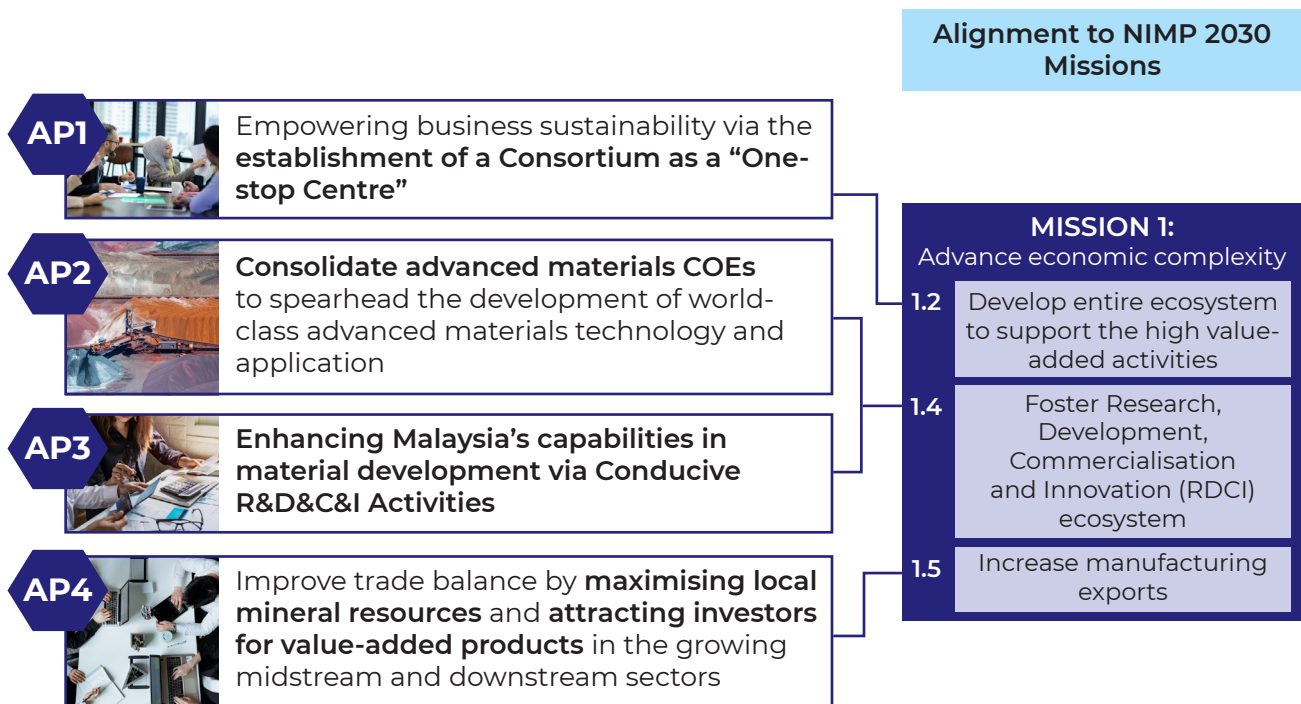 Alignment to NIMP 2030
Missions
AP1
Empowering business sustainability via the
establishment of a Consortium as a “One-
stop Centre”
AP2
Consolidate advanced materials COEs
to spearhead the development of world-
class advanced materials technology and
application
AP3
Enhancing Malaysia’s capabilities in
material development via Conducive
R&D&C&I Activities
AP4
Improve trade balance by maximising local
mineral resources and attracting investors
for value-added products in the growing
midstream and downstream sectors
MISSION 1:
Advance economic complexity
1.2
Develop entire ecosystem
to support the high value-
added activities
1.4
Foster Research,
Development,
Commercialisation
and Innovation (RDCI)
ecosystem
1.5
Increase manufacturing
exports